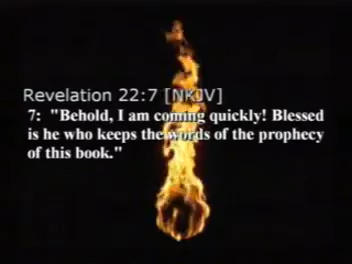 Revelation 22:7 [NKJV]
7: "Behold, I am coming quickly! Blessed
is he who keeps the words of the prophecy
of this book."